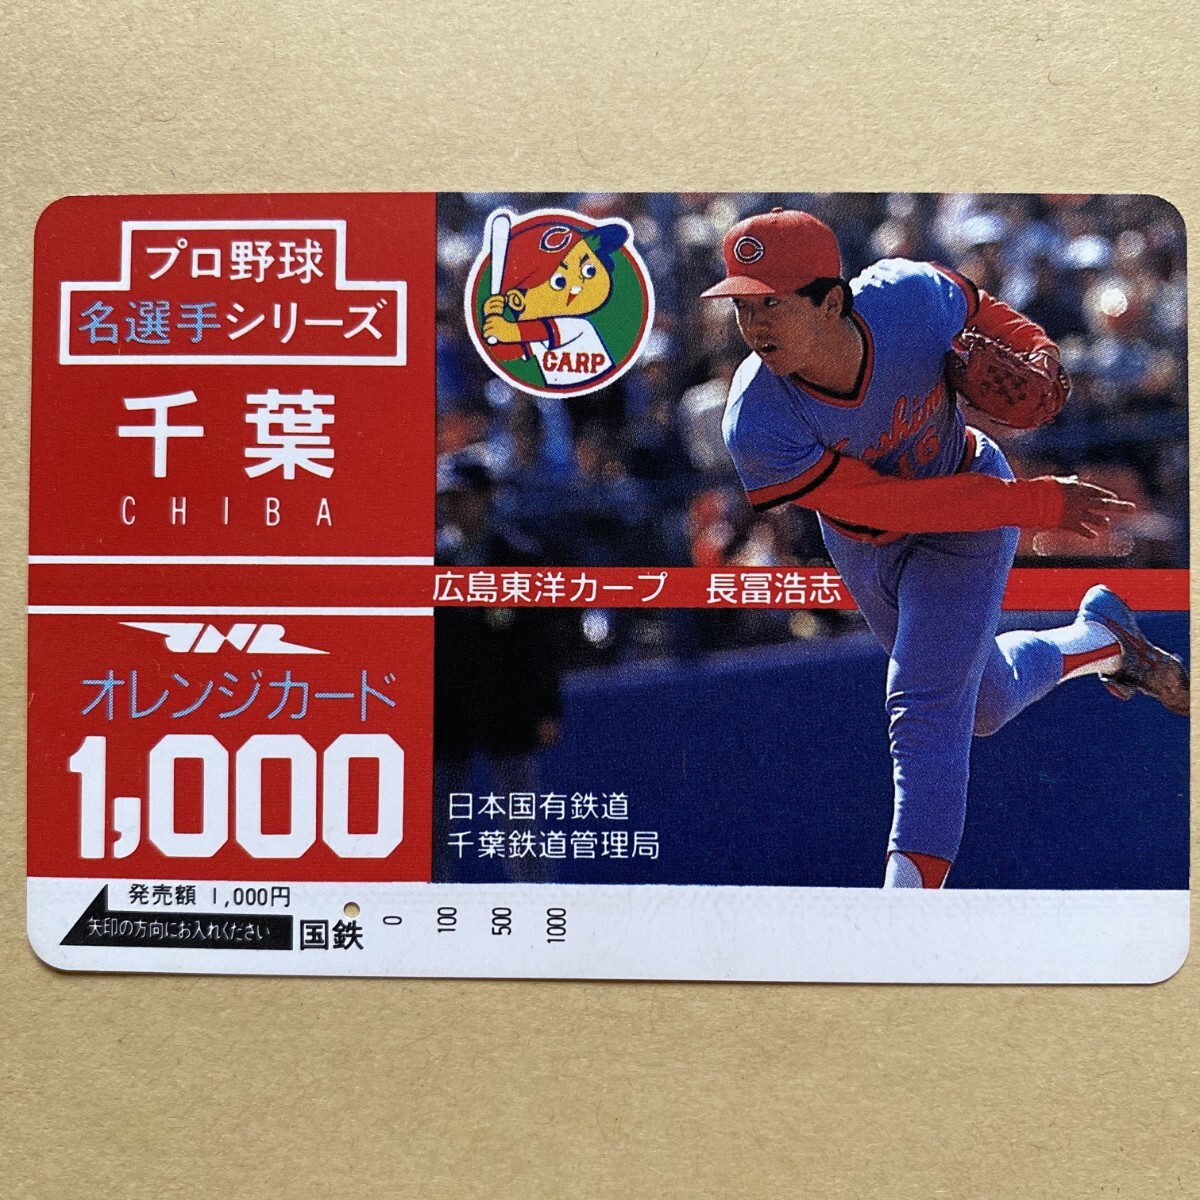 プロ野球
名選手シリーズ
千葉
CHIBA
JNR
オレンジカード
1,000
C
CARP
C
16
広島東洋カープ 長冨浩志
日本国有鉄道
千葉鉄道管理局
発売額 1,000円
矢印の方向にお入れください
国鉄
0 100 500 1000